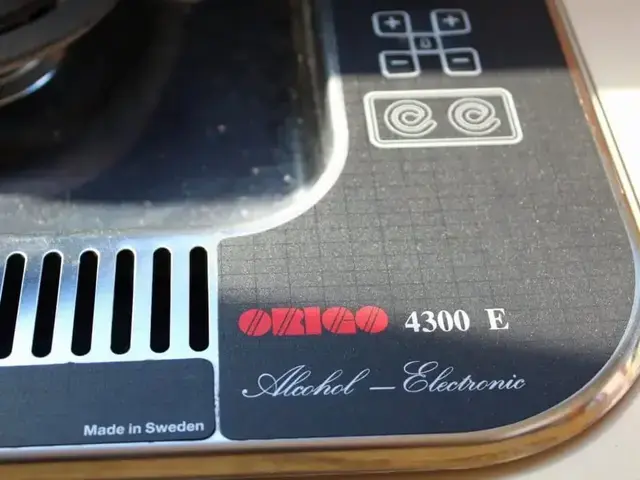 + +
- -
ORIGO 4300 E
Alcohol – Electronic
Made in Sweden